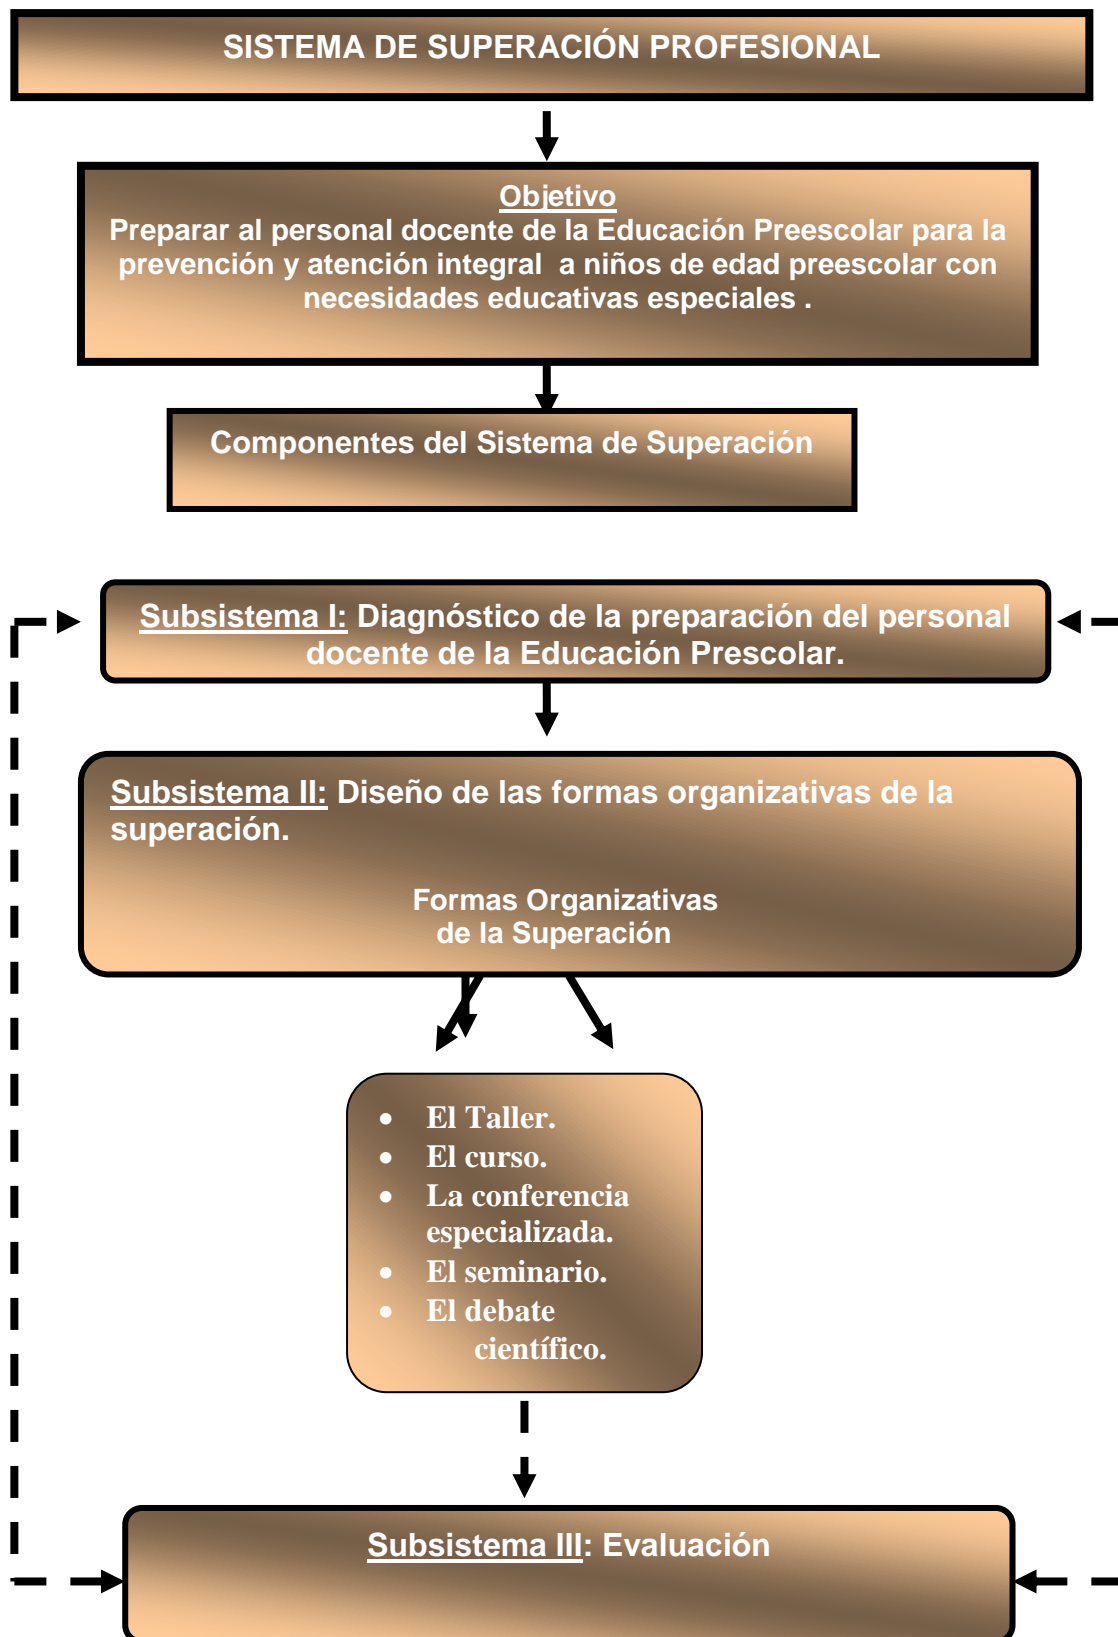 SISTEMA DE SUPERACIÓN PROFESIONAL
Objetivo
Preparar al personal docente de la Educación Preescolar para la
prevención y atención integral a niños de edad preescolar con
necesidades educativas especiales .
Componentes del Sistema de Superación
Subsistema I: Diagnóstico de la preparación del personal
docente de la Educación Prescolar.
Subsistema II: Diseño de las formas organizativas de la
superación.
Formas Organizativas
de la Superación
• El Taller.
• El curso.
• La conferencia
especializada.
• El seminario.
• El debate
científico.
Subsistema III: Evaluación